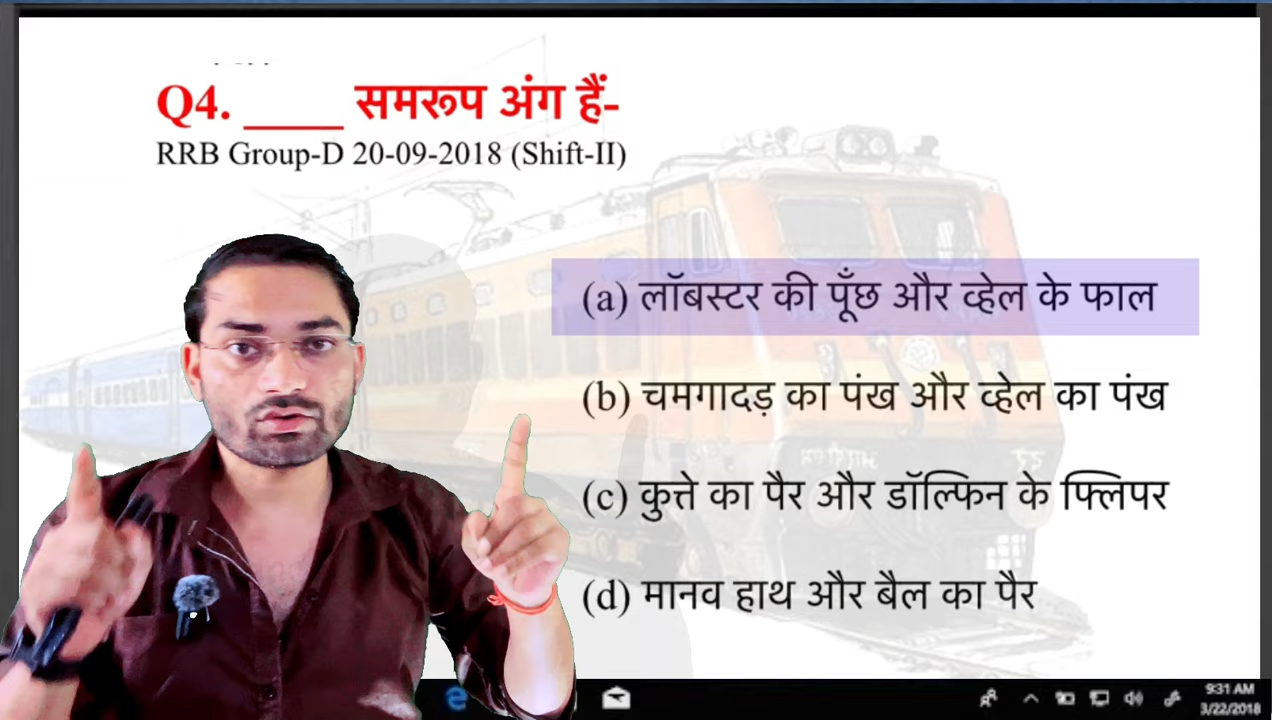 Q4. ____ समरूप अंग हैं-
RRB Group-D 20-09-2018 (Shift-II)
(a) लॉबस्टर की पूँछ और व्हेल के फाल
(b) चमगादड़ का पंख और व्हेल का पंख
(c) कुत्ते का पैर और डॉल्फिन के फ्लिपर
(d) मानव हाथ और बैल का पैर
9:31 AM
3/22/2018